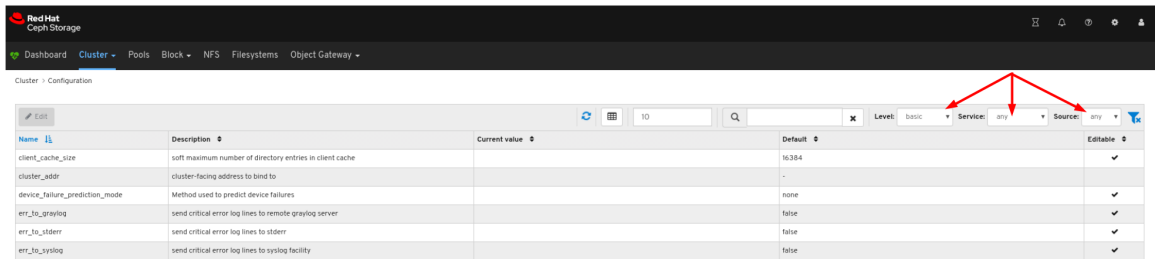 Red Hat
Ceph Storage
Dashboard Cluster Pools Block NFS Filesystems Object Gateway
Cluster > Configuration
Edit 10 Level: basic Service: any Source: any
Name Description Current value Default Editable
client_cache_size soft maximum number of directory entries in client cache 16384
cluster_addr cluster-facing address to bind to -
device_failure_prediction_mode Method used to predict device failures none
err_to_graylog send critical error log lines to remote graylog server false
err_to_stderr send critical error log lines to stderr false
err_to_syslog send critical error log lines to syslog facility false